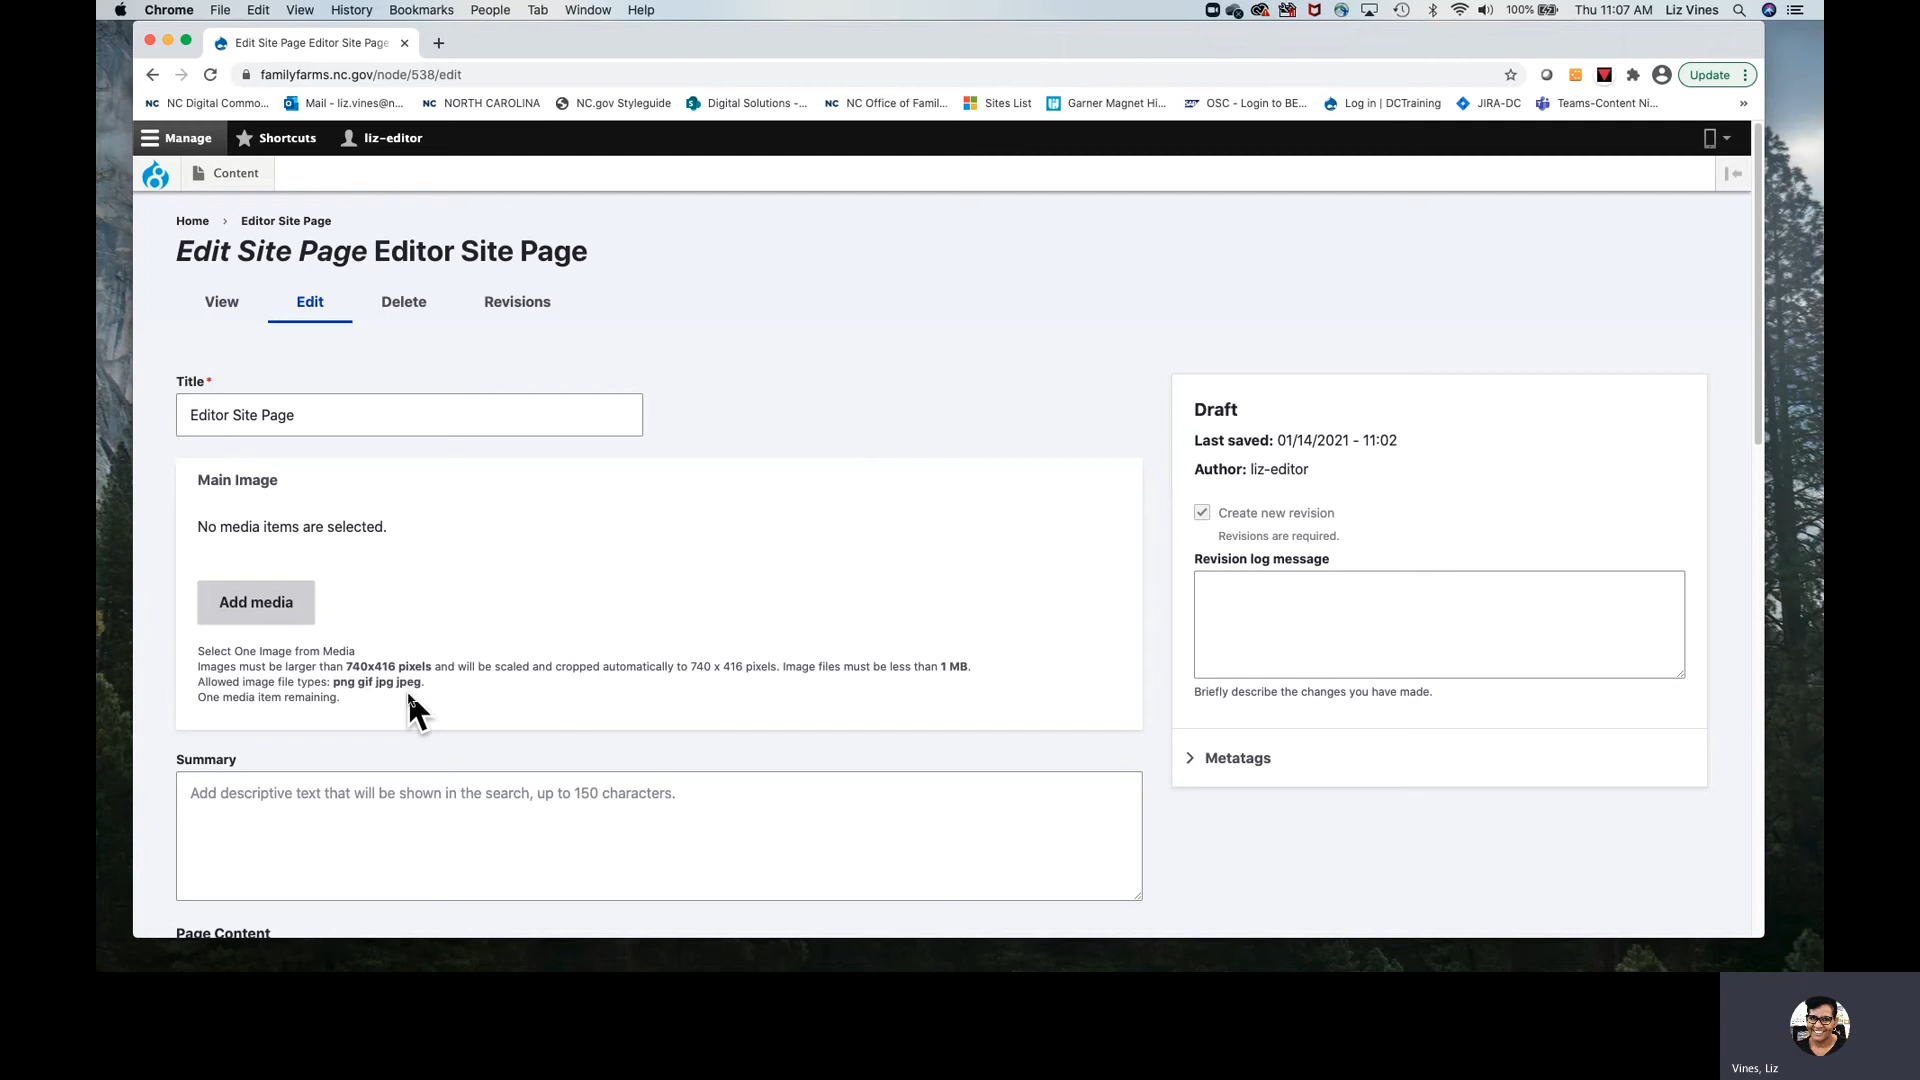 Chrome File Edit View History Bookmarks People Tab Window Help 100% Thu 11:07 AM Liz Vines
Edit Site Page Editor Site Page
familyfarms.nc.gov/node/538/edit Update
NC Digital Commo... Mail - liz.vines@n... NORTH CAROLINA NC.gov Styleguide Digital Solutions -... NC Office of Famil... Sites List Garner Magnet Hi... OSC - Login to BE... Log in | DCTraining JIRA-DC Teams-Content Ni... »
Manage Shortcuts liz-editor
Content
Home › Editor Site Page
Edit Site Page Editor Site Page
View Edit Delete Revisions
Title*
Editor Site Page
Main Image
No media items are selected.
Add media
Select One Image from Media
Images must be larger than 740x416 pixels and will be scaled and cropped automatically to 740 x 416 pixels. Image files must be less than 1 MB.
Allowed image file types: png gif jpg jpeg.
One media item remaining.
Summary
Add descriptive text that will be shown in the search, up to 150 characters.
Page Content
Draft
Last saved: 01/14/2021 - 11:02
Author: liz-editor
Create new revision
Revisions are required.
Revision log message
Briefly describe the changes you have made.
Metatags
Vines, Liz